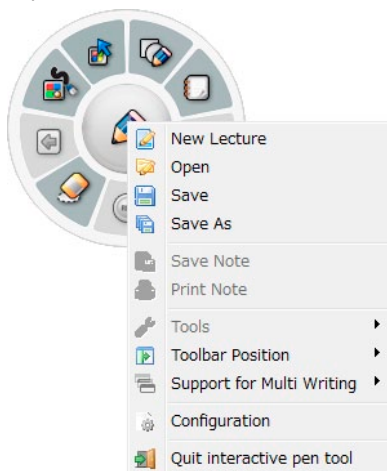 New Lecture
Open
Save
Save As
Save Note
Print Note
Tools
Toolbar Position
Support for Multi Writing
Configuration
Quit interactive pen tool